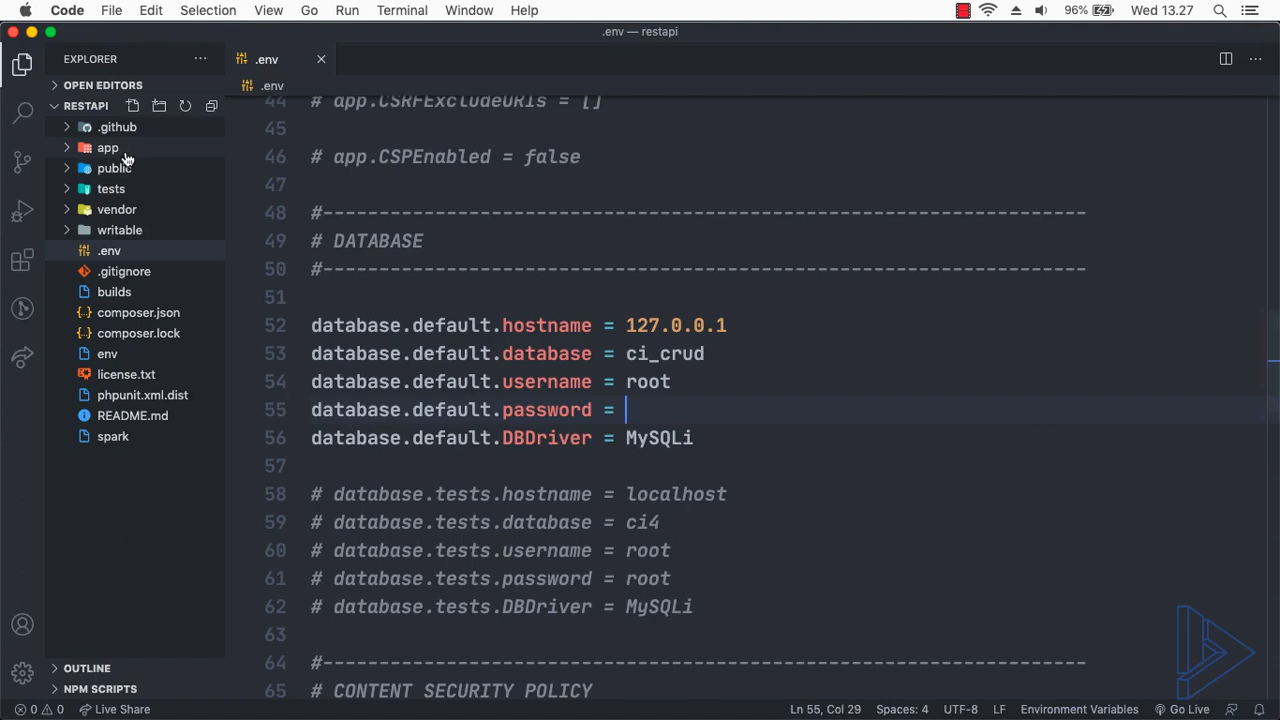 Code File Edit Selection View Go Run Terminal Window Help 96% Wed 13.27
.env — restapi
EXPLORER
.env
OPEN EDITORS
.env
RESTAPI
.github
app
public
tests
vendor
writable
.env
.gitignore
builds
composer.json
composer.lock
env
license.txt
phpunit.xml.dist
README.md
spark
OUTLINE
NPM SCRIPTS
44 # app.CSRFExcludeURIs = []
45
46 # app.CSPEnabled = false
47
48 #--------------------------------------------------------------------
49 # DATABASE
50 #--------------------------------------------------------------------
51
52 database.default.hostname = 127.0.0.1
53 database.default.database = ci_crud
54 database.default.username = root
55 database.default.password =
56 database.default.DBDriver = MySQLi
57
58 # database.tests.hostname = localhost
59 # database.tests.database = ci4
60 # database.tests.username = root
61 # database.tests.password = root
62 # database.tests.DBDriver = MySQLi
63
64 #--------------------------------------------------------------------
65 # CONTENT SECURITY POLICY
0 0 Live Share Ln 55, Col 29 Spaces: 4 UTF-8 LF Environment Variables Go Live